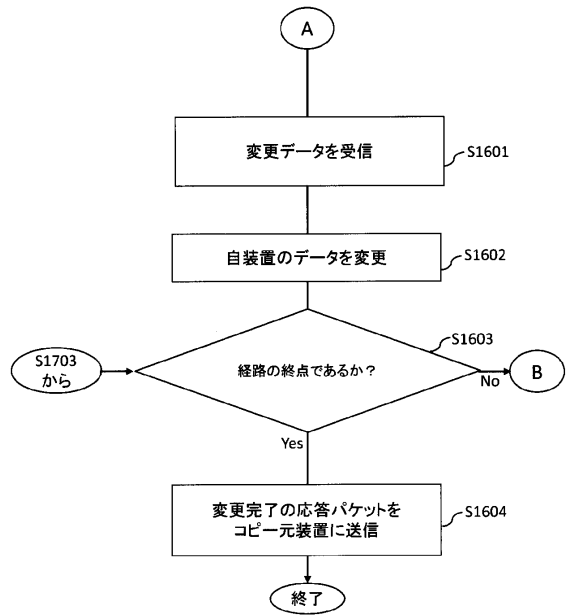 A
変更データを受信
S1601
自装置のデータを変更
S1602
S1603
S1703
から
経路の終点であるか？
No
B
Yes
変更完了の応答パケットを
コピー元装置に送信
S1604
終了